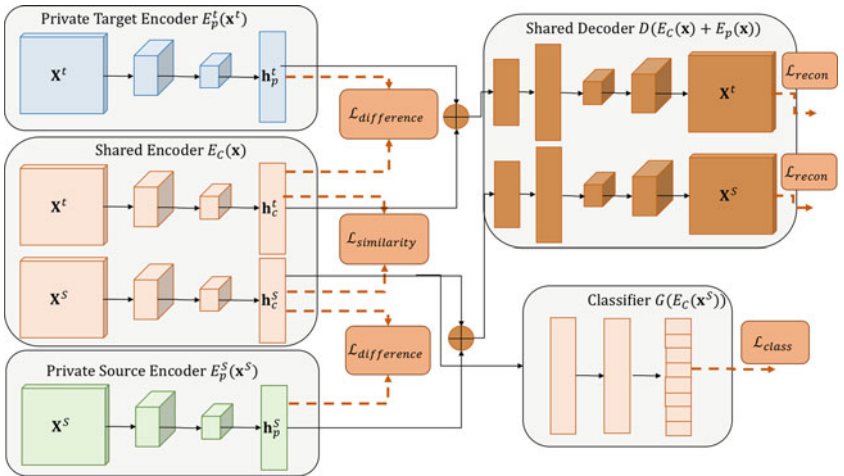 Private Target Encoder E_p^t(x^t)
X^t
h_p^t
Shared Encoder E_C(x)
X^t
h_c^t
X^S
h_c^S
Private Source Encoder E_p^S(x^S)
X^S
h_p^S
ℒ_difference
ℒ_similarity
ℒ_difference
Shared Decoder D(E_C(x) + E_p(x))
X^t
ℒ_recon
X^S
ℒ_recon
Classifier G(E_C(x^S))
ℒ_class